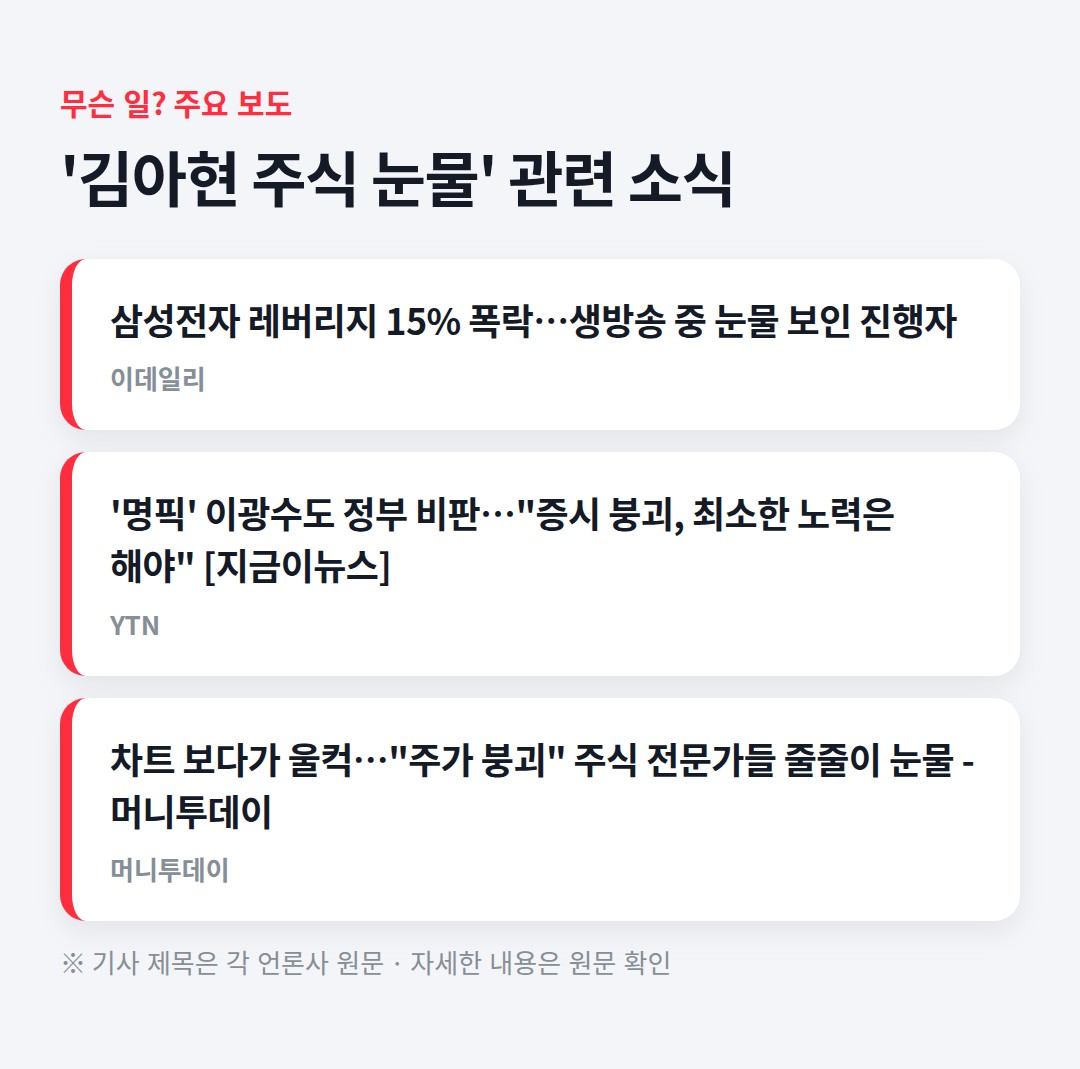 무슨 일? 주요 보도
'김아현 주식 눈물' 관련 소식
삼성전자 레버리지 15% 폭락…생방송 중 눈물 보인 진행자
이데일리
'명픽' 이광수도 정부 비판…"증시 붕괴, 최소한 노력은
해야" [지금이뉴스]
YTN
차트 보다가 울컥…"주가 붕괴" 주식 전문가들 줄줄이 눈물 -
머니투데이
머니투데이
※ 기사 제목은 각 언론사 원문 · 자세한 내용은 원문 확인